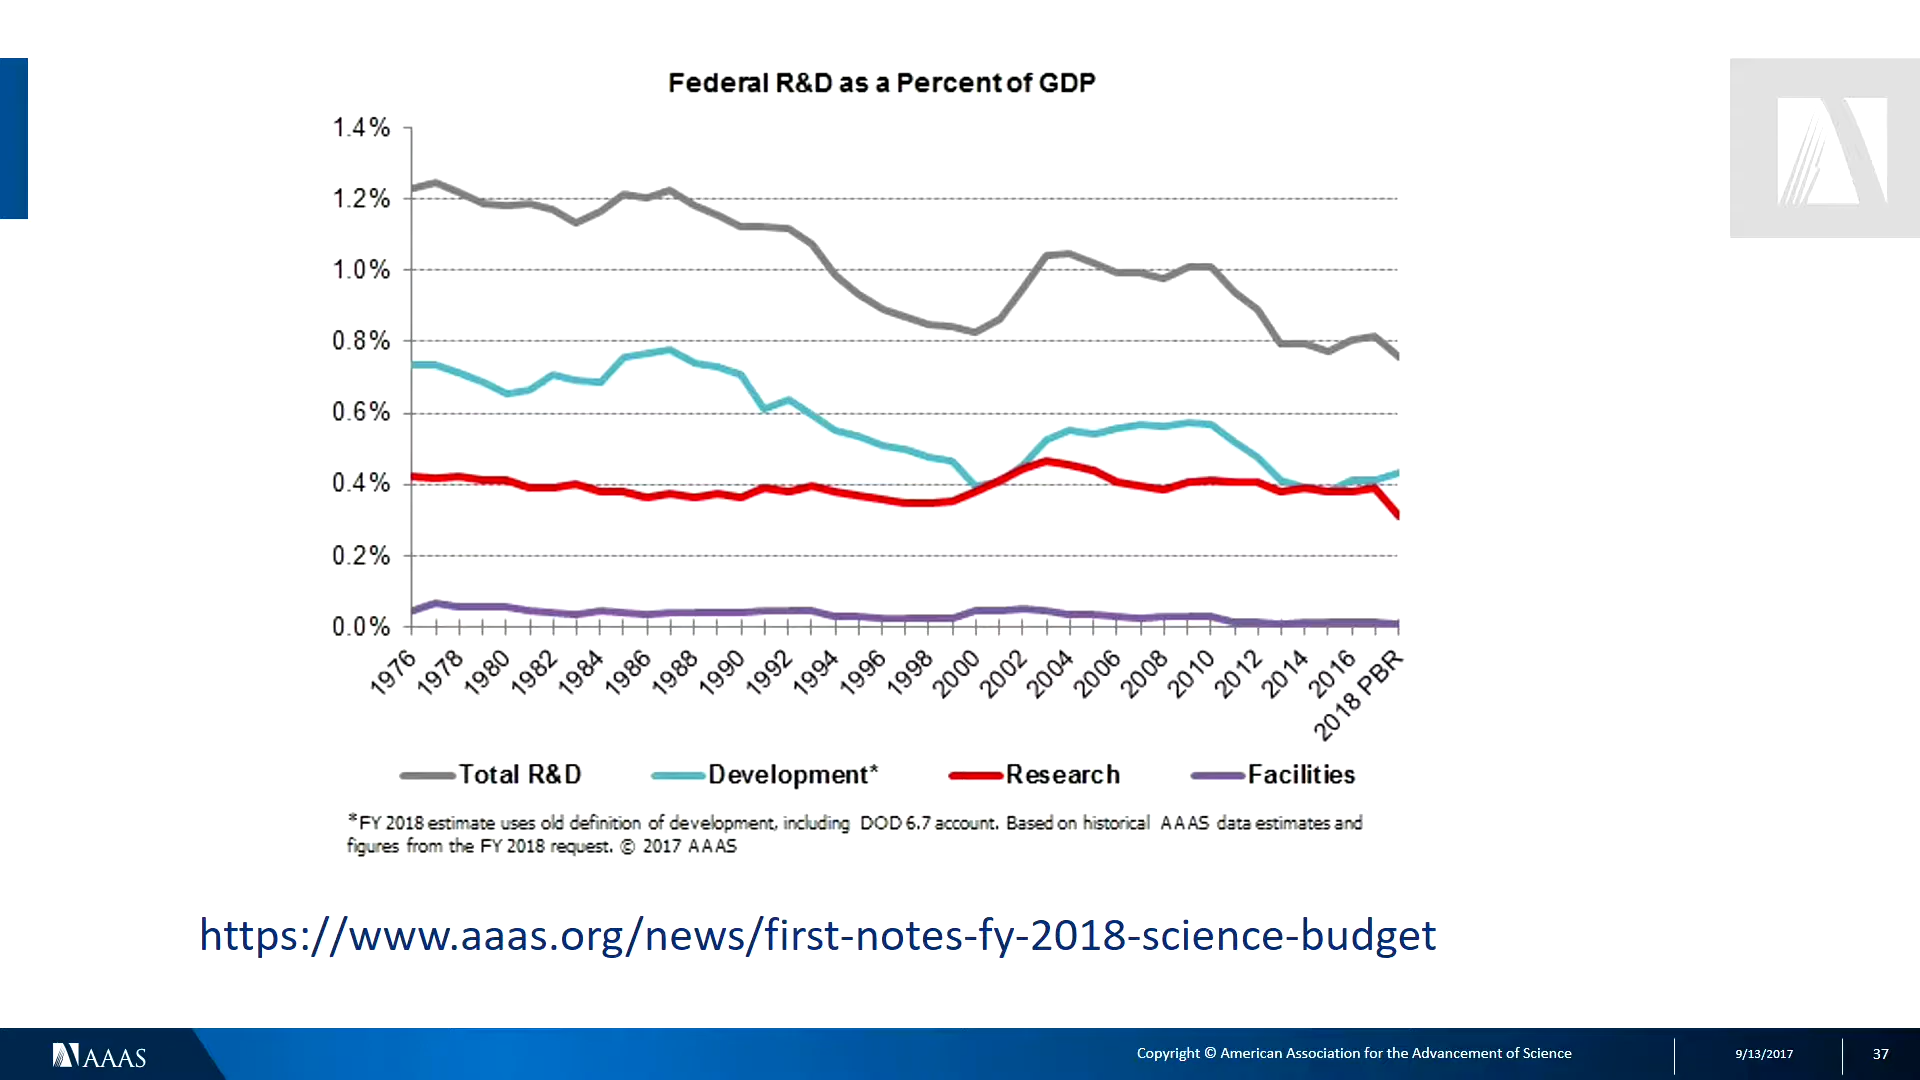 Federal R&D as a Percent of GDP
1.4%
1.2%
1.0%
0.8%
0.6%
0.4%
0.2%
0.0%
1976
1978
1980
1982
1984
1986
1988
1990
1992
1994
1996
1998
2000
2002
2004
2006
2008
2010
2012
2014
2016
2018 PBR
Total R&D
Development*
Research
Facilities
*FY 2018 estimate uses old definition of development, including DOD 6.7 account. Based on historical AAAS data estimates and
figures from the FY 2018 request. © 2017 AAAS
https://www.aaas.org/news/first-notes-fy-2018-science-budget
AAAS
Copyright © American Association for the Advancement of Science
9/13/2017
37